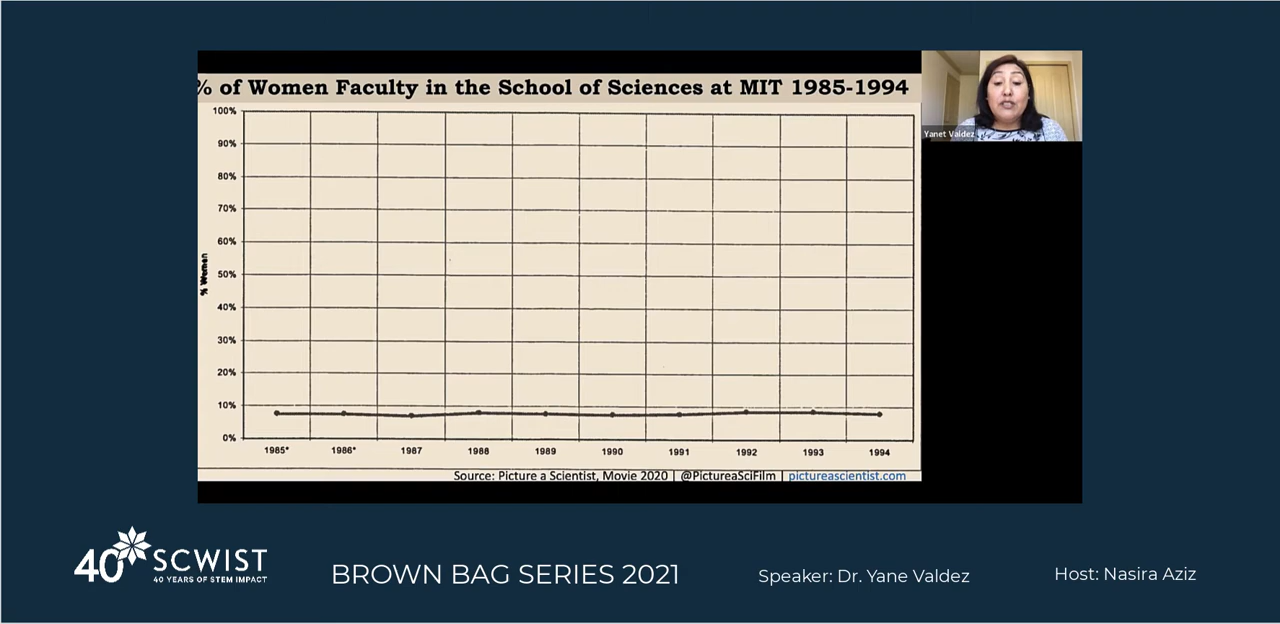 % of Women Faculty in the School of Sciences at MIT 1985-1994
Yanet Valdez
100%
90%
80%
70%
60%
50%
40%
30%
20%
10%
0%
% Women
1985* 1986* 1987 1988 1989 1990 1991 1992 1993 1994
Source: Picture a Scientist, Movie 2020 | @PictureaSciFilm | pictureascientist.com
40 SCWIST
40 YEARS OF STEM IMPACT
BROWN BAG SERIES 2021
Speaker: Dr. Yane Valdez
Host: Nasira Aziz